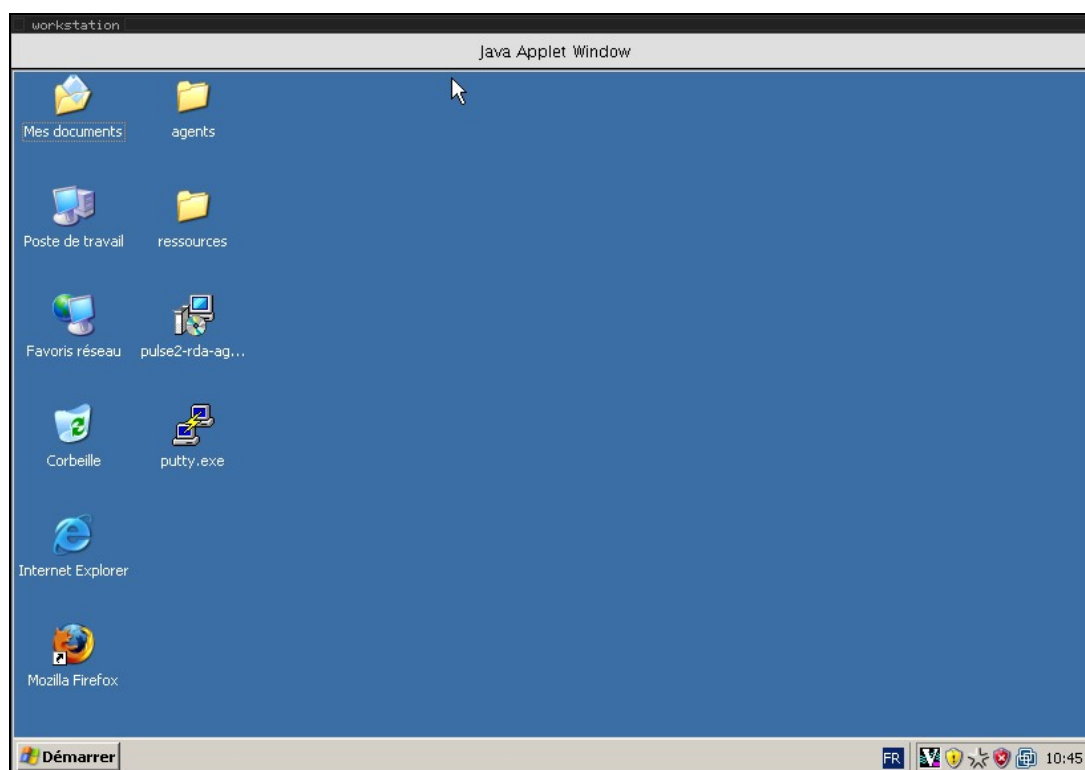 workstation
Java Applet Window
Mes documents
agents
Poste de travail
ressources
Favoris réseau
pulse2-rda-ag...
Corbeille
putty.exe
Internet Explorer
Mozilla Firefox
Démarrer
FR
10:45